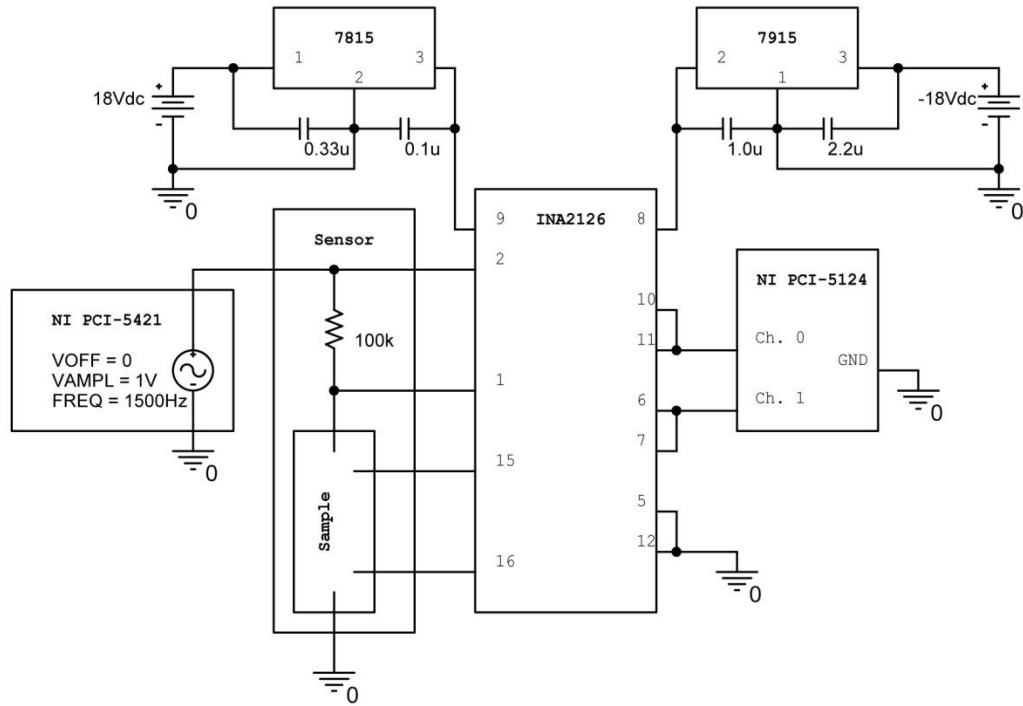 7815
1
3
2
18Vdc
+
-
0.33u
0.1u
0
7915
2
3
1
-18Vdc
+
-
1.0u
2.2u
0
Sensor
100k
Sample
0
NI PCI-5421
VOFF = 0
VAMPL = 1V
FREQ = 1500Hz
+
-
0
INA2126
9
2
1
15
16
8
10
11
6
7
5
12
0
NI PCI-5124
Ch. 0
GND
Ch. 1
0